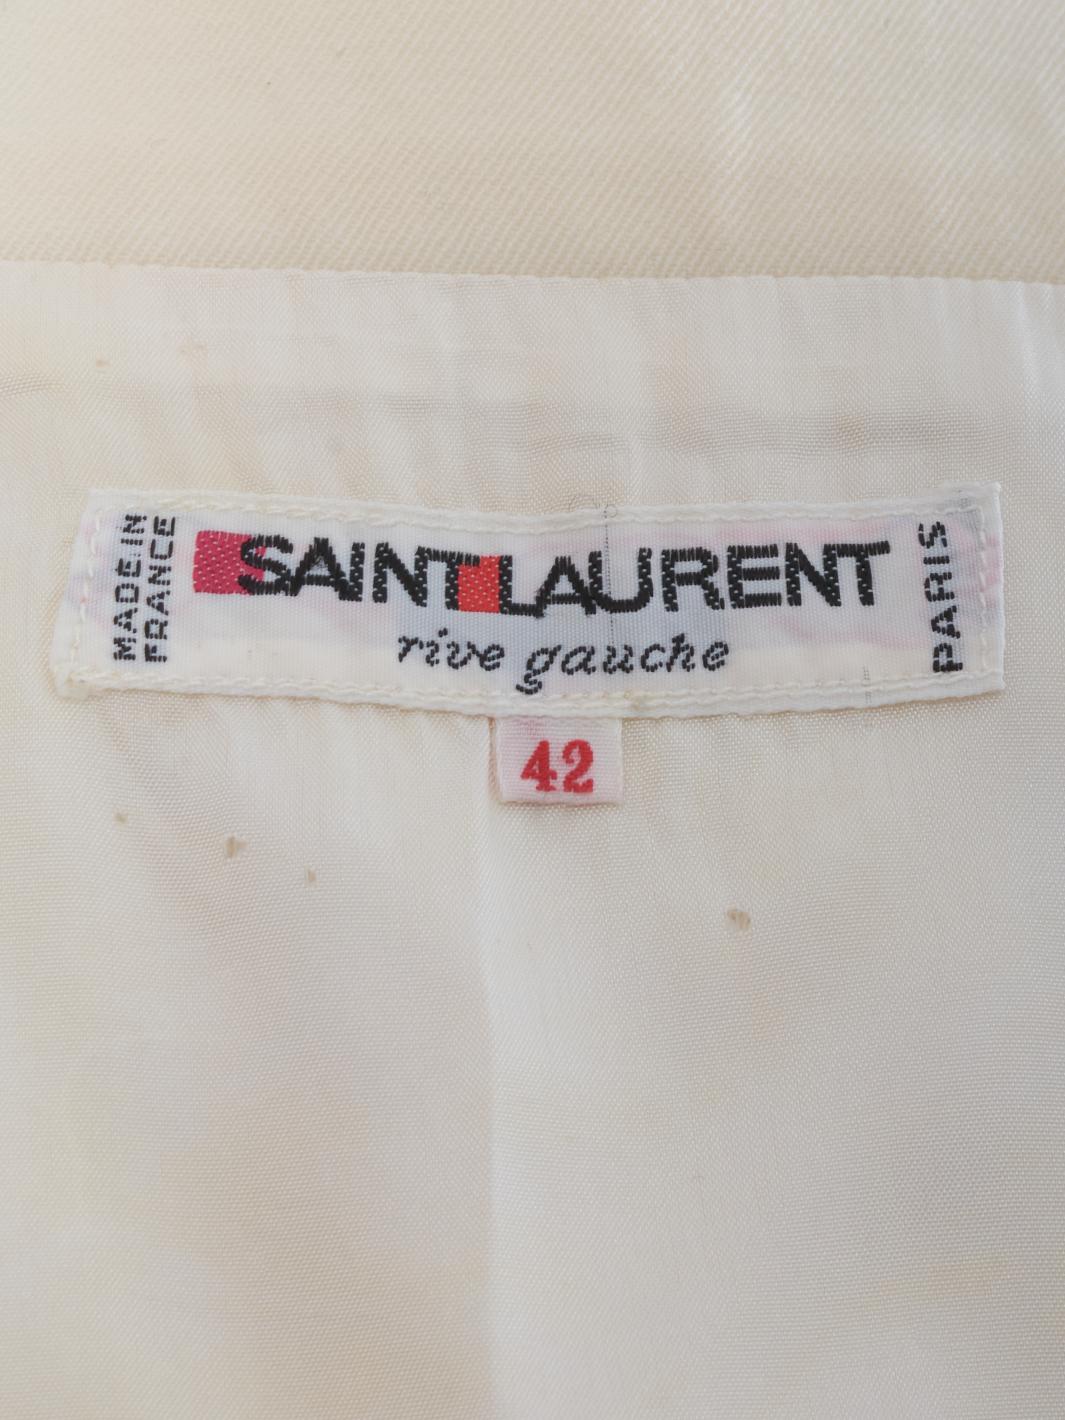 MADE IN
FRANCE
SAINT LAURENT
rive gauche
PARIS
42